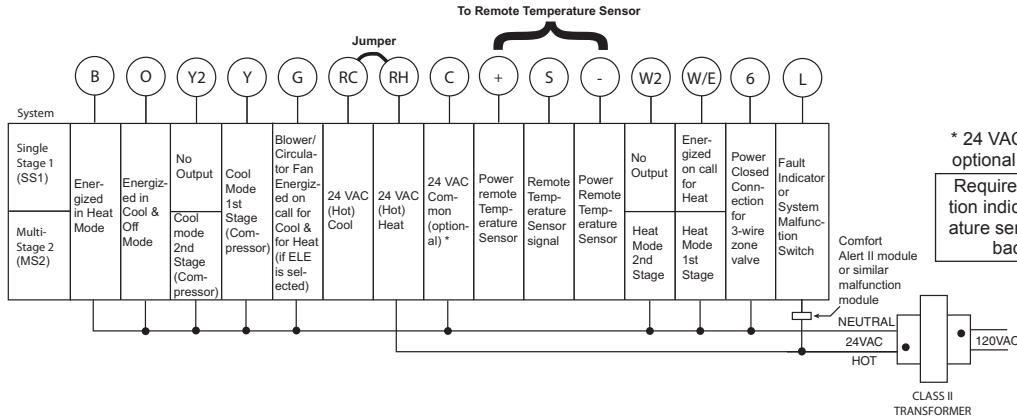 To Remote Temperature Sensor
Jumper
B O Y2 Y G RC RH C + S - W2 W/E 6 L
System
Single
Stage 1
(SS1)
Multi-
Stage 2
(MS2)
Ener-
gized
in Heat
Mode
Energiz-
ed in
Cool &
Off
Mode
No
Output
Cool
mode
2nd
Stage
(Com-
pressor)
Cool
Mode
1st
Stage
(Com-
pressor)
Blower/
Circula-
tor Fan
Energiz-
ed on
call for
Cool &
for Heat
(if ELE
is sel-
ected)
24 VAC
(Hot)
Cool
24 VAC
(Hot)
Heat
24 VAC
Com-
mon
(option-
al) *
Power
remote
Temp-
erature
Sensor
Remote
Temp-
erature
Sensor
signal
Power
Remote
Temp-
erature
Sensor
No
Output
Heat
Mode
2nd
Stage
Ener-
gized
on call
for
Heat
Heat
Mode
1st
Stage
Power
Closed
Conn-
ection
for
3-wire
zone
valve
Fault
Indicator
or
System
Malfunc-
tion
Switch
* 24 VAC
optional
Require
tion indic
ature sen
bac
Comfort
Alert II module
or similar
malfunction
module
NEUTRAL
24VAC
HOT
120VAC
CLASS II
TRANSFORMER